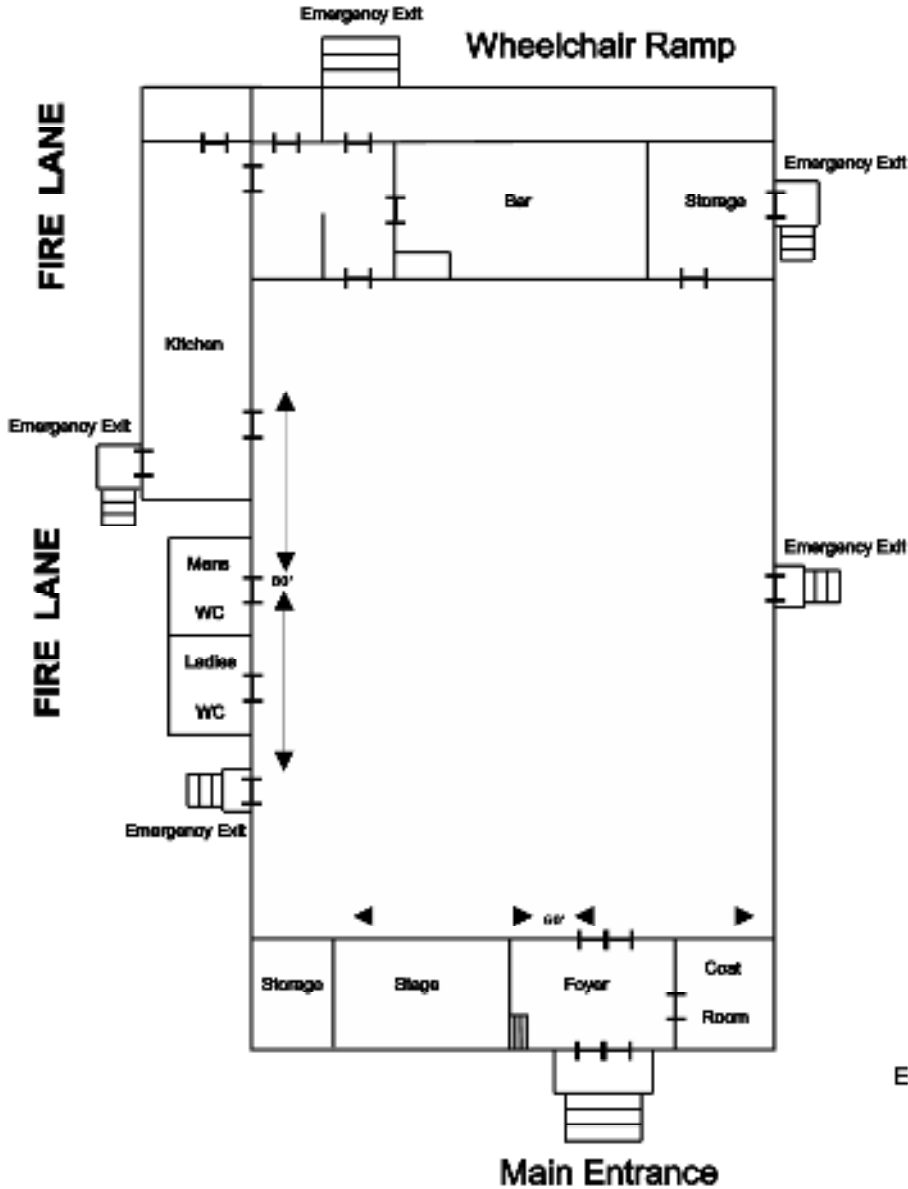 Emergency Exit
Wheelchair Ramp
FIRE LANE
Emergency Exit
Bar
Storage
Kitchen
Emergency Exit
FIRE LANE
Emergency Exit
Mens
WC
Ladies
WC
Emergency Exit
60'
Storage
Stage
Foyer
Coat
Room
E
Main Entrance